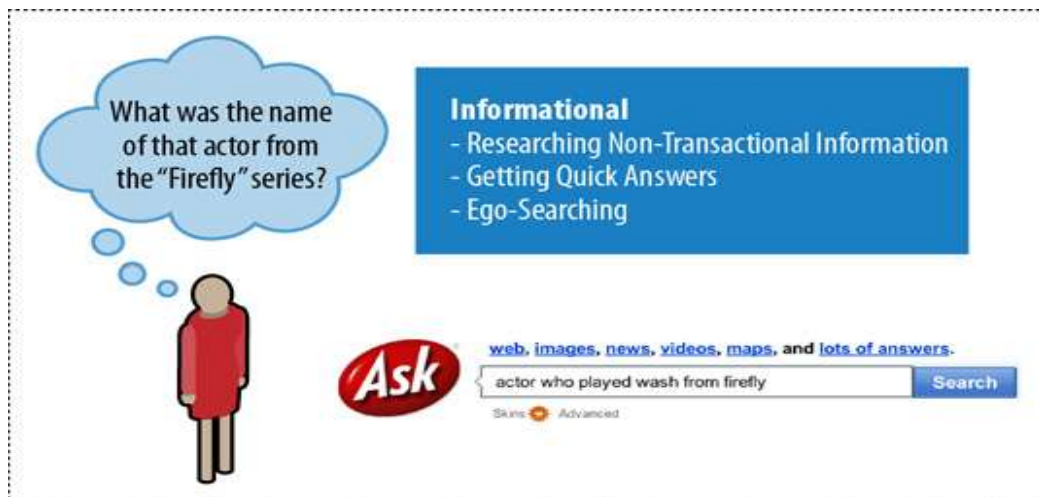 What was the name
of that actor from
the “Firefly” series?
Informational
- Researching Non-Transactional Information
- Getting Quick Answers
- Ego-Searching
web, images, news, videos, maps, and lots of answers.
Ask
actor who played wash from firefly
Search
Skins Advanced